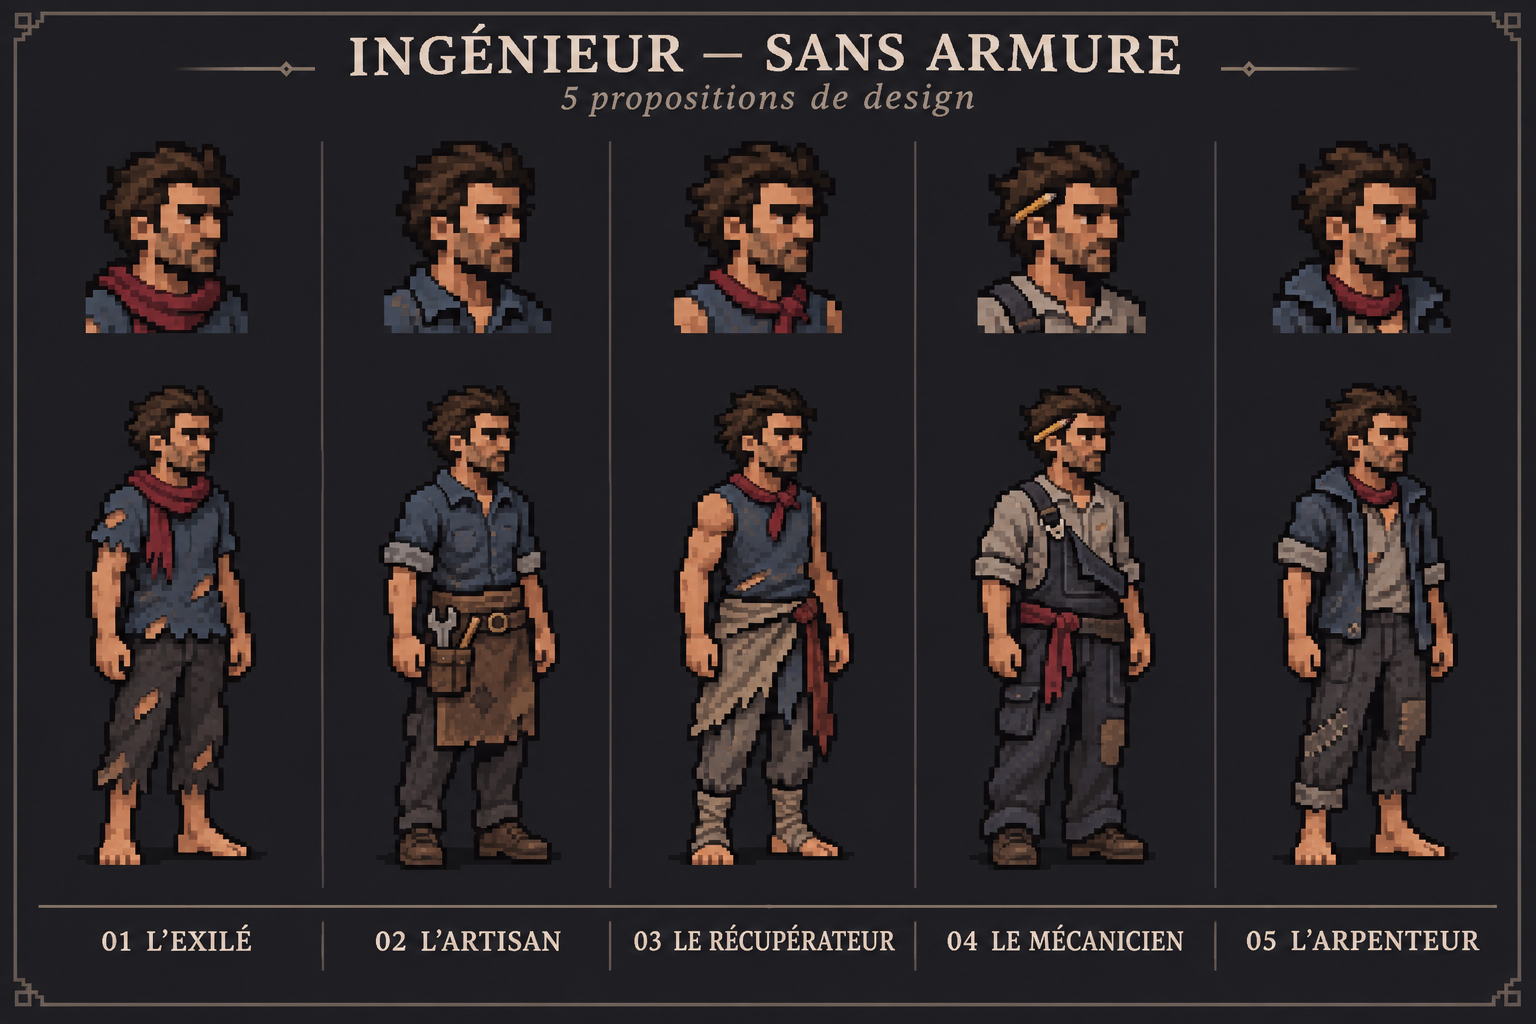 INGÉNIEUR — SANS ARMURE
5 propositions de design
01 L’EXILÉ
02 L’ARTISAN
03 LE RÉCUPÉRATEUR
04 LE MÉCANICIEN
05 L’ARPENTEUR